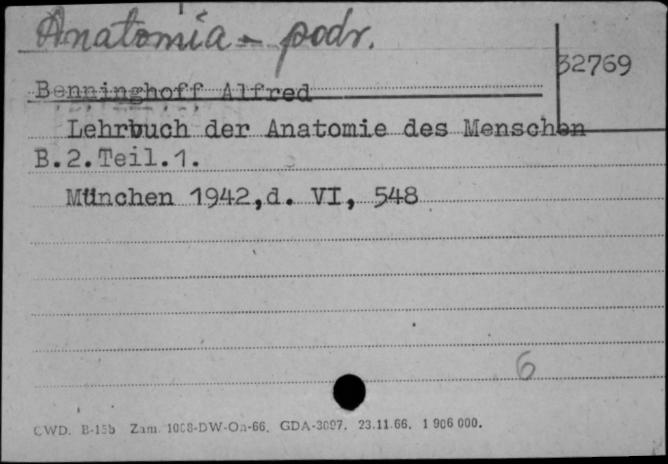 Anatomia - podr.
32769
Benninghoff Alfred
Lehrbuch der Anatomie des Menschen
B.2.Teil.1.
München 1942,d. VI, 548
6
CWD. B-15b Zam. 1008-DW-Oa-66. GDA-3097. 23.11.66. 1 906 000.